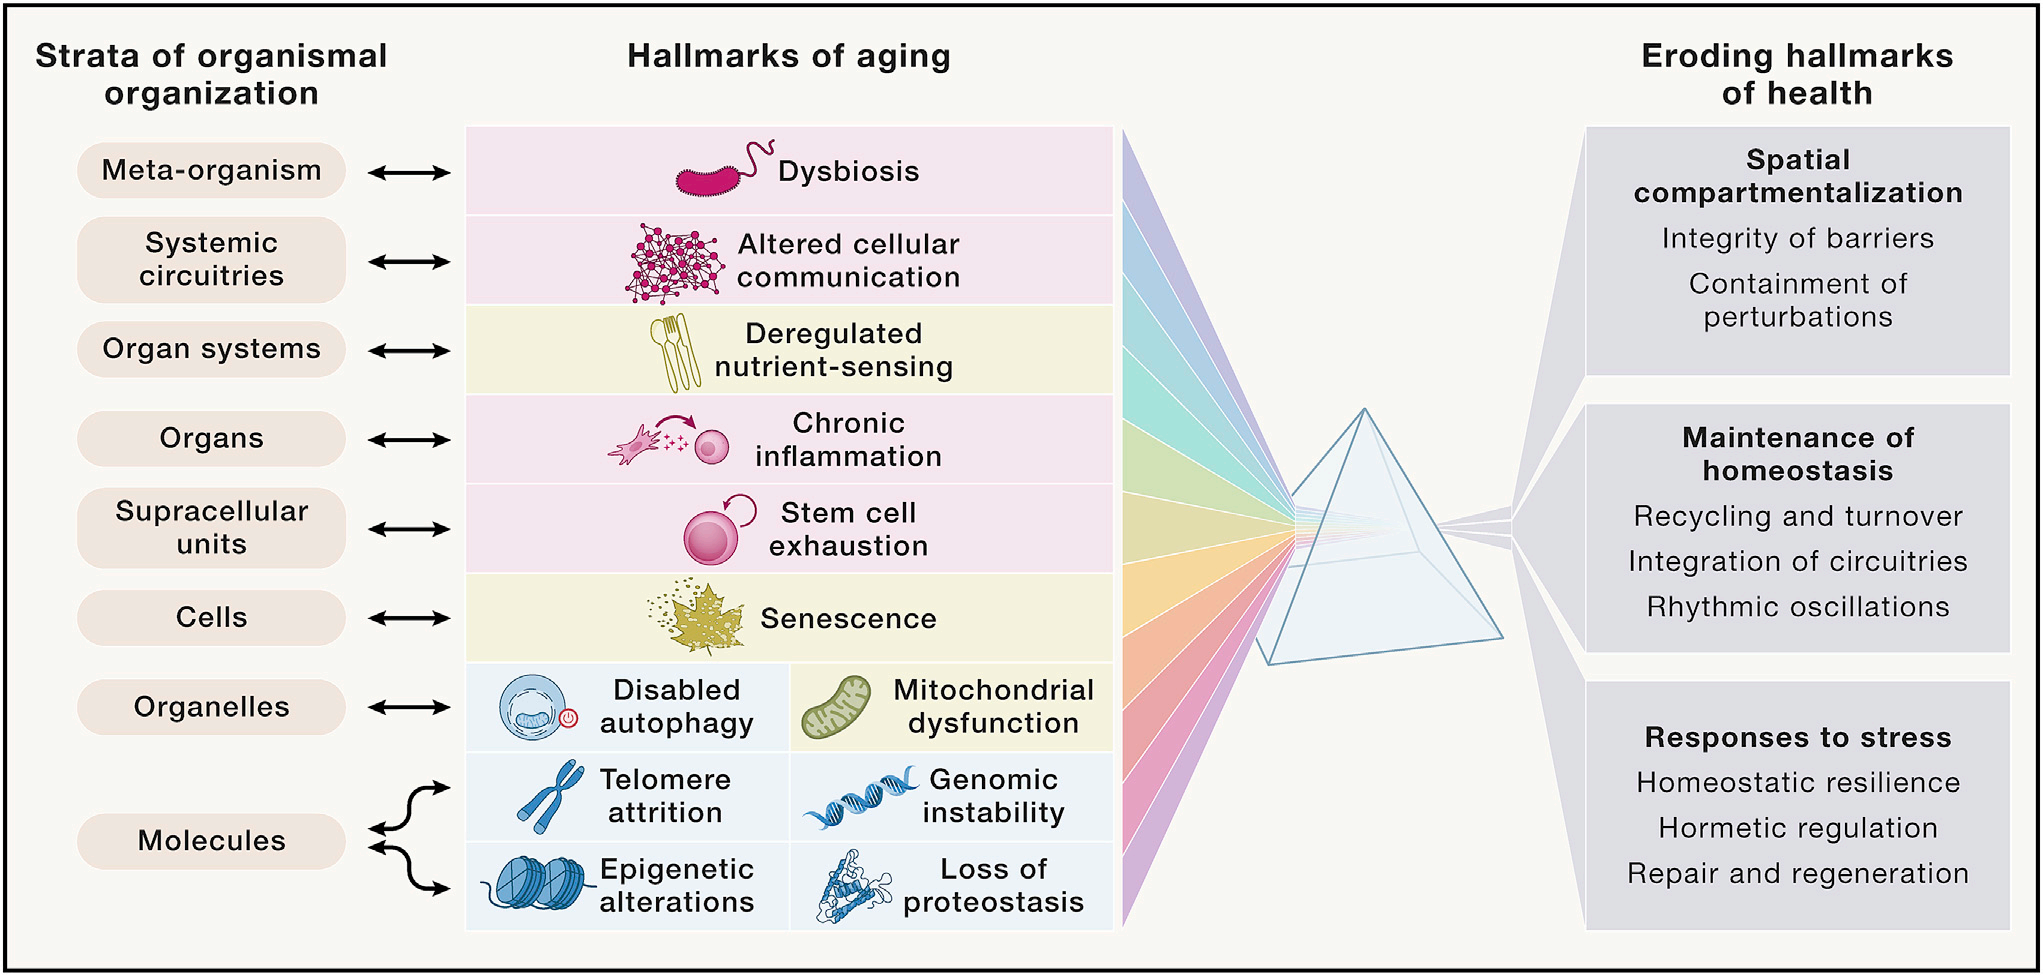 Strata of organismal
organization
Hallmarks of aging
Eroding hallmarks
of health
Meta-organism
Systemic
circuitries
Organ systems
Organs
Supracellular
units
Cells
Organelles
Molecules
Dysbiosis
Altered cellular
communication
Deregulated
nutrient-sensing
Chronic
inflammation
Stem cell
exhaustion
Senescence
Disabled
autophagy
Mitochondrial
dysfunction
Telomere
attrition
Genomic
instability
Epigenetic
alterations
Loss of
proteostasis
Spatial
compartmentalization
Integrity of barriers
Containment of
perturbations
Maintenance of
homeostasis
Recycling and turnover
Integration of circuitries
Rhythmic oscillations
Responses to stress
Homeostatic resilience
Hormetic regulation
Repair and regeneration